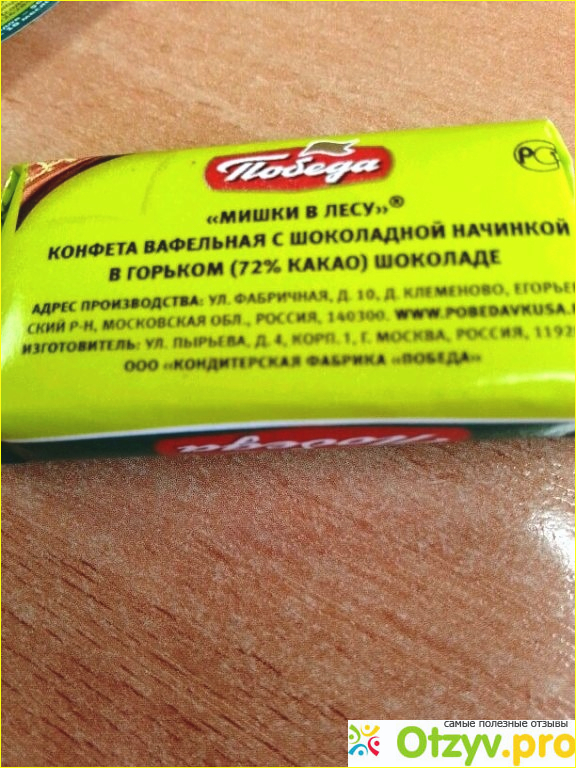 Победа
РСТ
«МИШКИ В ЛЕСУ»®
КОНФЕТА ВАФЕЛЬНАЯ С ШОКОЛАДНОЙ НАЧИНКОЙ
В ГОРЬКОМ (72% КАКАО) ШОКОЛАДЕ
АДРЕС ПРОИЗВОДСТВА: УЛ. ФАБРИЧНАЯ, Д. 10, Д. КЛЕМЕНОВО, ЕГОРЬЕ
СКИЙ Р-Н, МОСКОВСКАЯ ОБЛ., РОССИЯ, 140300. WWW.POBEDAVKUSA.
ИЗГОТОВИТЕЛЬ: УЛ. ПЫРЬЕВА, Д. 4, КОРП. 1, Г. МОСКВА, РОССИЯ, 1192
ООО «КОНДИТЕРСКАЯ ФАБРИКА «ПОБЕДА»
Победа
самые полезные отзывы
Otzyv.pro